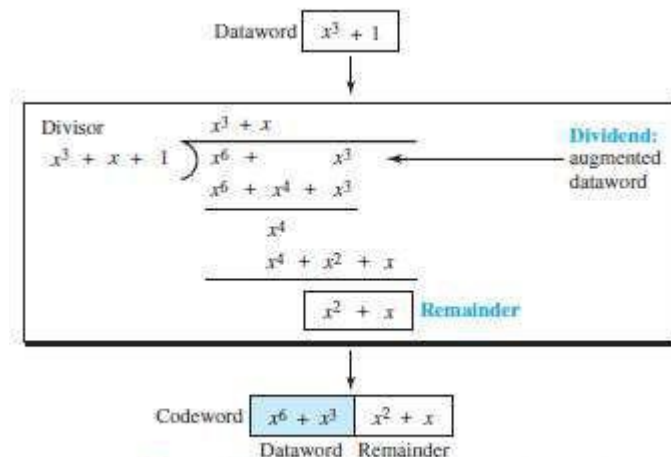 Dataword x³ + 1
Divisor
x³ + x
Dividend:
augmented
dataword
x³ + x + 1 ) x⁶ + x³
x⁶ + x⁴ + x³
x⁴
x⁴ + x² + x
x² + x Remainder
Codeword x⁶ + x³ x² + x
Dataword Remainder